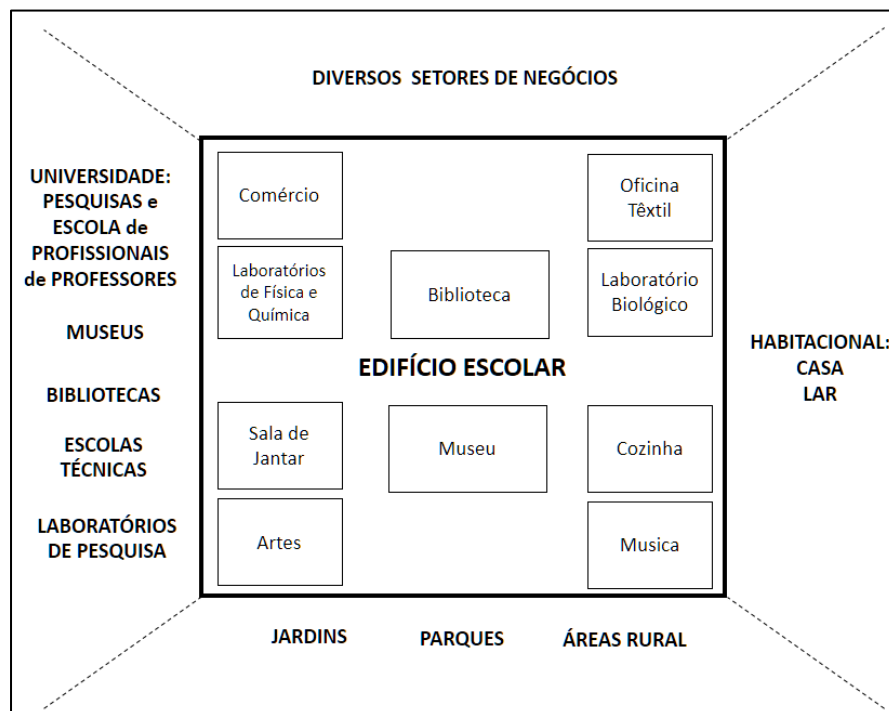 DIVERSOS SETORES DE NEGÓCIOS
UNIVERSIDADE:
PESQUISAS e
ESCOLA de
PROFISSIONAIS
de PROFESSORES
MUSEUS
BIBLIOTECAS
ESCOLAS
TÉCNICAS
LABORATÓRIOS
DE PESQUISA
Comércio
Oficina
Têxtil
Laboratórios
de Física e
Química
Biblioteca
Laboratório
Biológico
EDIFÍCIO ESCOLAR
Sala de
Jantar
Museu
Cozinha
Artes
Musica
HABITACIONAL:
CASA
LAR
JARDINS
PARQUES
ÁREAS RURAL